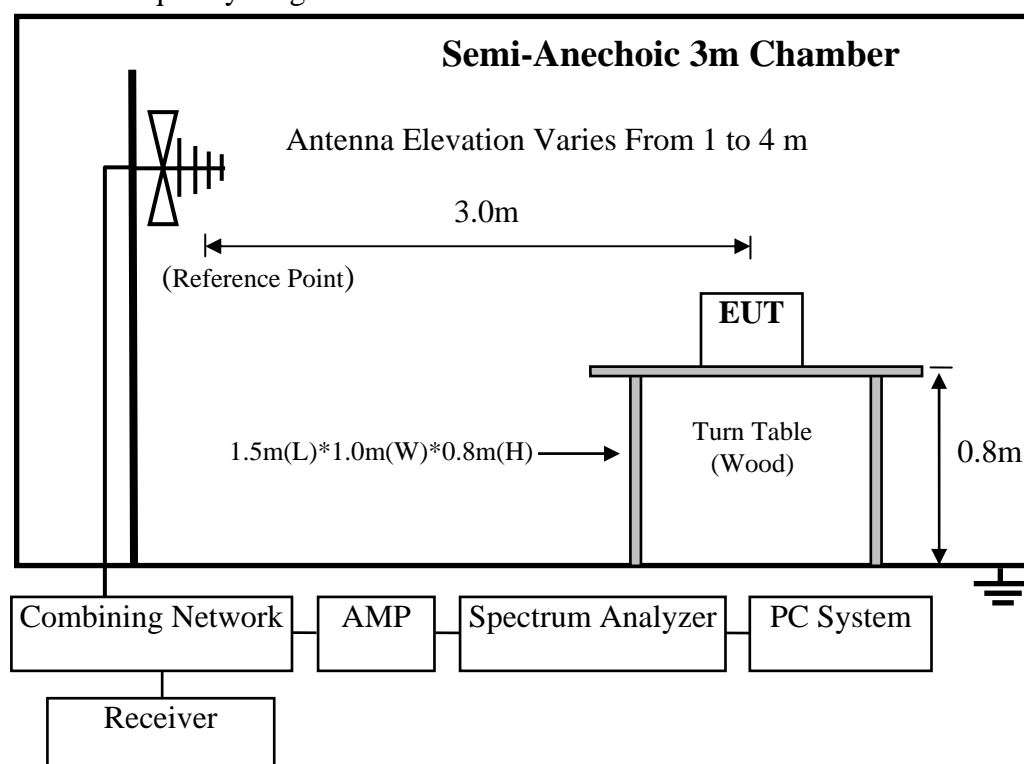 Semi-Anechoic 3m Chamber
Antenna Elevation Varies From 1 to 4 m
3.0m
(Reference Point)
EUT
1.5m(L)*1.0m(W)*0.8m(H)
Turn Table
(Wood)
0.8m
Combining Network
AMP
Spectrum Analyzer
PC System
Receiver